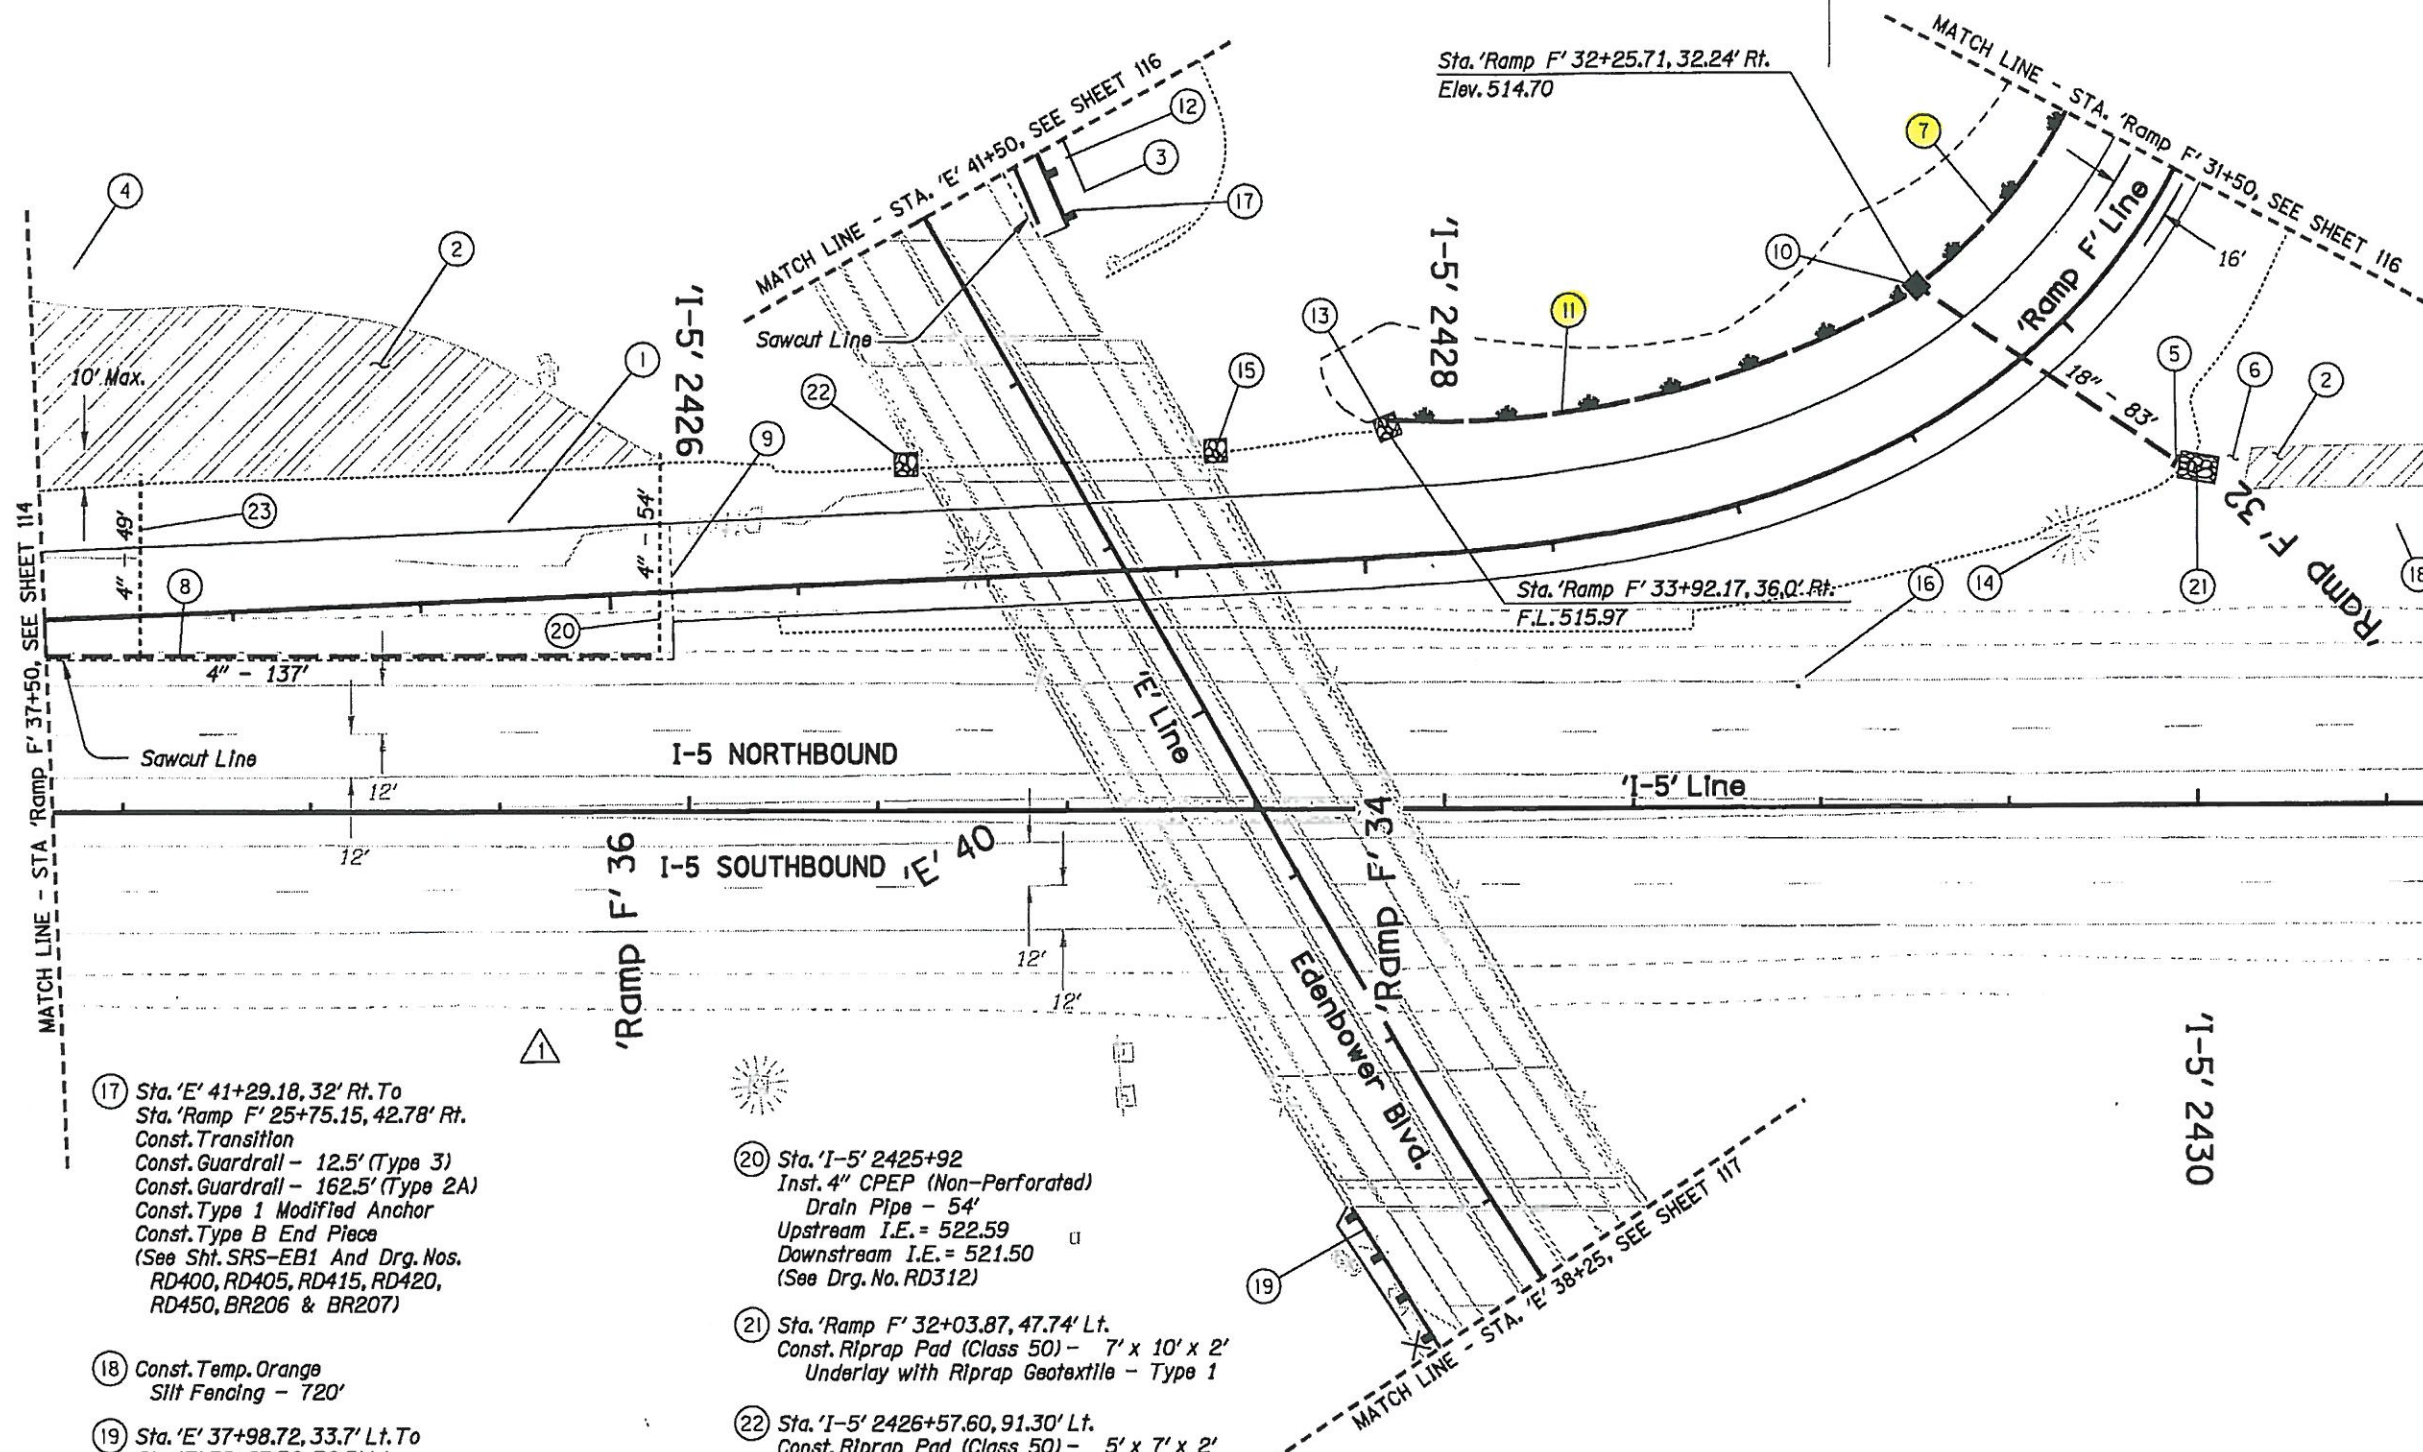 Sta. 'Ramp F' 32+25.71, 32.24' Rt.
Elev. 514.70
MATCH LINE - STA. 'Ramp F' 31+50, SEE SHEET 116
MATCH LINE - STA. 'E' 41+50, SEE SHEET 116
12
3
17
7
4
2
10
16'
'Ramp F' Line
'I-5' 2428
'I-5' 2426
Sawcut Line
11
13
15
22
1
9
10' Max.
5
6
2
18" - 83'
23
4" - 49'
4" - 54'
8
20
4" - 137'
Sawcut Line
MATCH LINE - STA 'Ramp F' 37+50, SEE SHEET 114
Sta. 'Ramp F' 33+92.17, 36.0' Rt.
F.L. 515.97
16
14
21
18
'Ramp F' 32
'E' Line
I-5 NORTHBOUND
'I-5' Line
12'
12'
I-5 SOUTHBOUND
'E' 40
'Ramp F' 36
'Ramp F' 34
12'
12'
Edenbower Blvd.
'I-5' 2430
1
19
MATCH LINE - STA. 'E' 38+25, SEE SHEET 117
17 Sta. 'E' 41+29.18, 32' Rt. To
Sta. 'Ramp F' 25+75.15, 42.78' Rt.
Const. Transition
Const. Guardrail - 12.5' (Type 3)
Const. Guardrail - 162.5' (Type 2A)
Const. Type 1 Modified Anchor
Const. Type B End Piece
(See Sht. SRS-EB1 And Drg. Nos.
RD400, RD405, RD415, RD420,
RD450, BR206 & BR207)
18 Const. Temp. Orange
Silt Fencing - 720'
19 Sta. 'E' 37+98.72, 33.7' Lt. To
20 Sta. 'I-5' 2425+92
Inst. 4" CPEP (Non-Perforated)
Drain Pipe - 54'
Upstream I.E. = 522.59
Downstream I.E. = 521.50
(See Drg. No. RD312)
21 Sta. 'Ramp F' 32+03.87, 47.74' Lt.
Const. Riprap Pad (Class 50) - 7' x 10' x 2'
Underlay with Riprap Geotextile - Type 1
22 Sta. 'I-5' 2426+57.60, 91.30' Lt.
Const. Riprap Pad (Class 50) - 5' x 7' x 2'